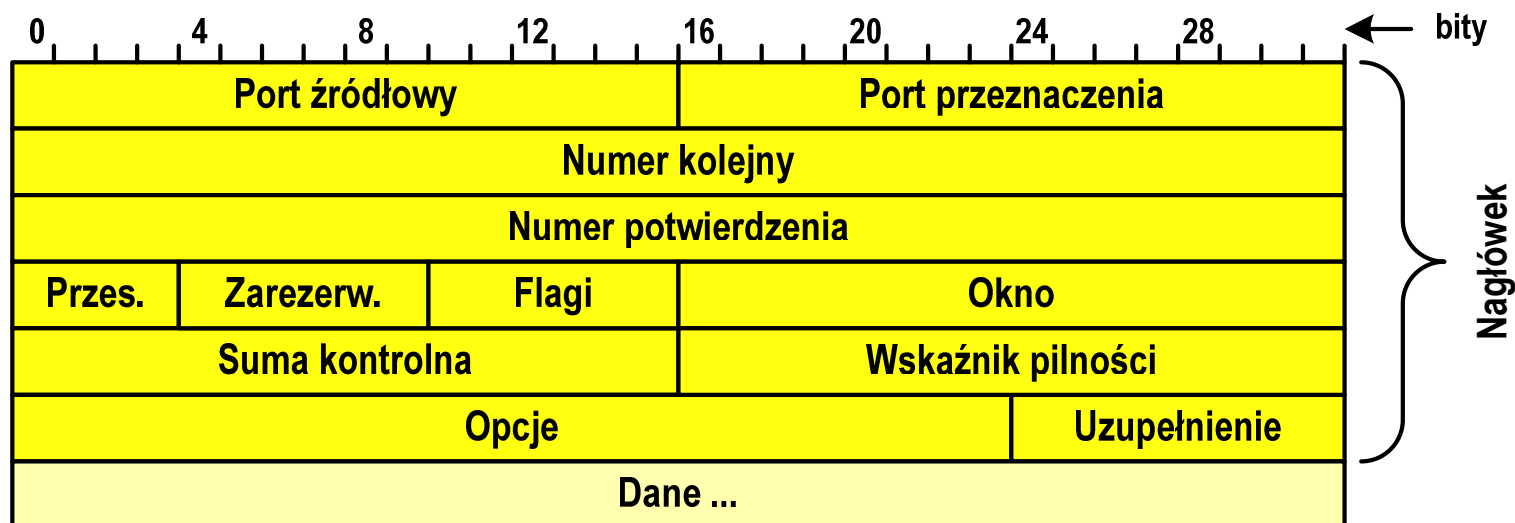 0 4 8 12 16 20 24 28 bity
Port źródłowy Port przeznaczenia
Numer kolejny
Numer potwierdzenia
Przes. Zarezerw. Flagi Okno
Suma kontrolna Wskaźnik pilności
Opcje Uzupełnienie
Dane ...
Nagłówek